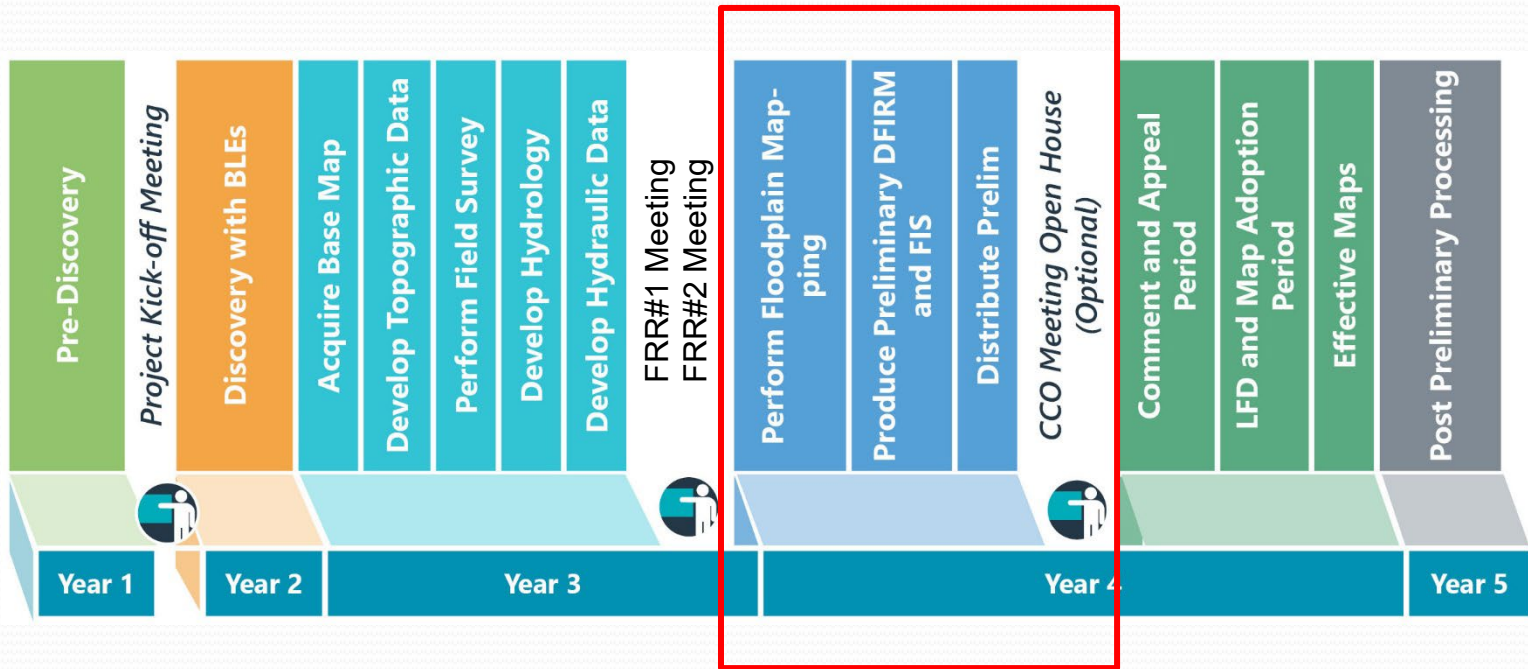 Pre-Discovery
Project Kick-off Meeting
Discovery with BLEs
Acquire Base Map
Develop Topographic Data
Perform Field Survey
Develop Hydrology
Develop Hydraulic Data
FRR#1 Meeting
FRR#2 Meeting
Perform Floodplain Map-
ping
Produce Preliminary DFIRM
and FIS
Distribute Prelim
CCO Meeting Open House
(Optional)
Comment and Appeal
Period
LFD and Map Adoption
Period
Effective Maps
Post Preliminary Processing
Year 1
Year 2
Year 3
Year 4
Year 5